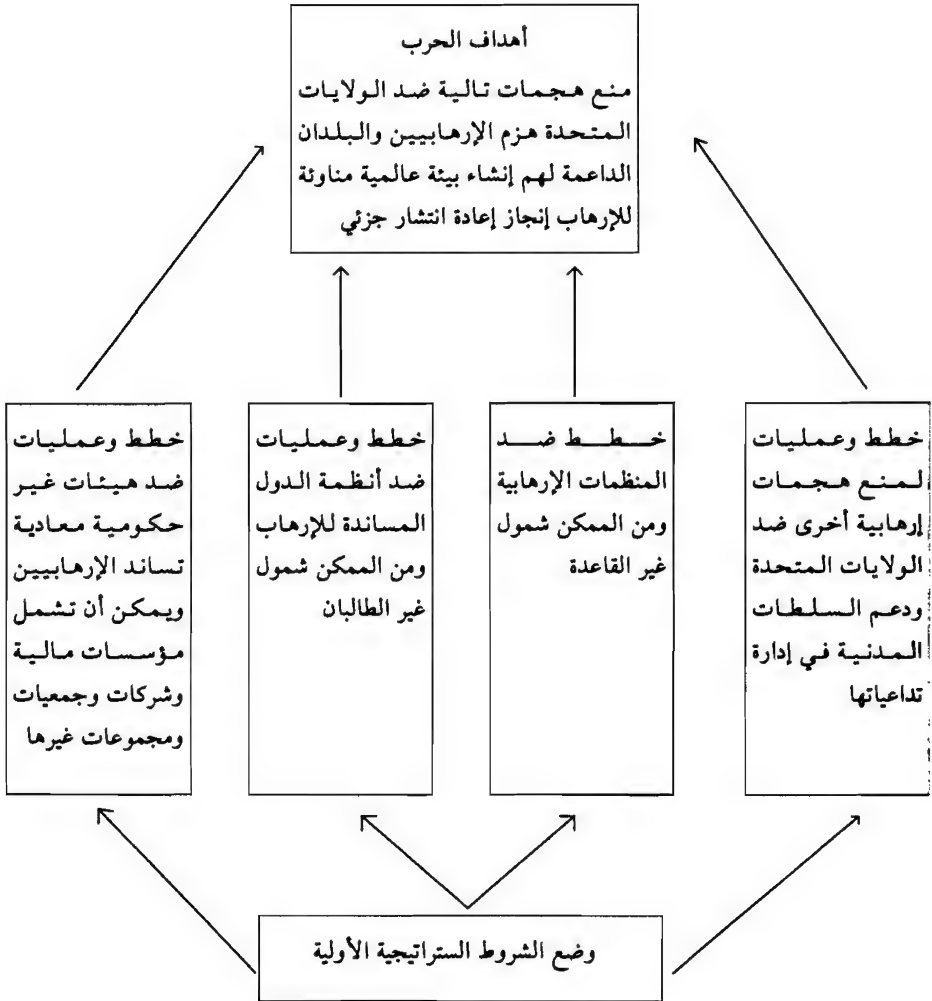 أهداف الحرب
منع هجمات تالية ضد الولايات
المتحدة هزم الإرهابيين والبلدان
الداعمة لهم إنشاء بيئة عالمية مناوئة
للإرهاب إنجاز إعادة انتشار جزئي
خطط وعمليات
لمنع هجمات
إرهابية أخرى ضد
الولايات المتحدة
ودعم السلطات
المدنية في إدارة
تداعياتها
خطط ضد
المنظمات الإرهابية
ومن الممكن شمول
غير القاعدة
خطط وعمليات
ضد أنظمة الدول
المساندة للإرهاب
ومن الممكن شمول
غير الطالبان
خطط وعمليات
ضد هيئات غير
حكومية معادية
تساند الإرهابيين
ويمكن أن تشمل
مؤسسات مالية
وشركات وجمعيات
ومجموعات غيرها
وضع الشروط الستراتيجية الأولية